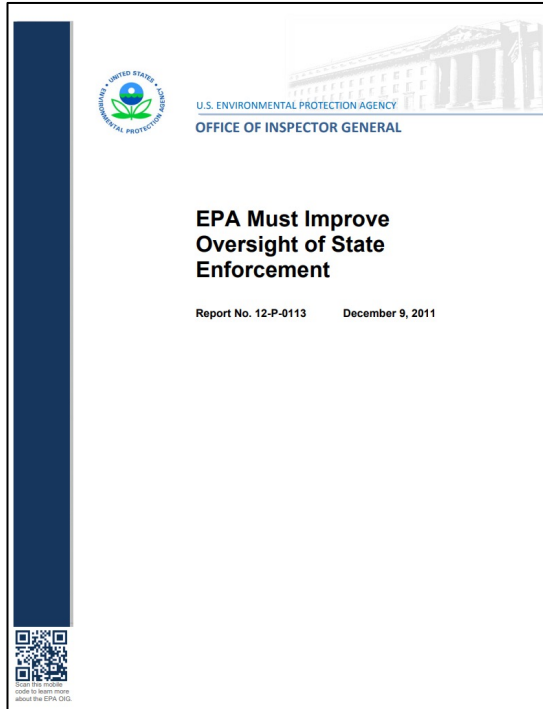 UNITED STATES
ENVIRONMENTAL PROTECTION AGENCY
U.S. ENVIRONMENTAL PROTECTION AGENCY
OFFICE OF INSPECTOR GENERAL
EPA Must Improve
Oversight of State
Enforcement
Report No. 12-P-0113 December 9, 2011
Scan this mobile
code to learn more
about the EPA OIG.